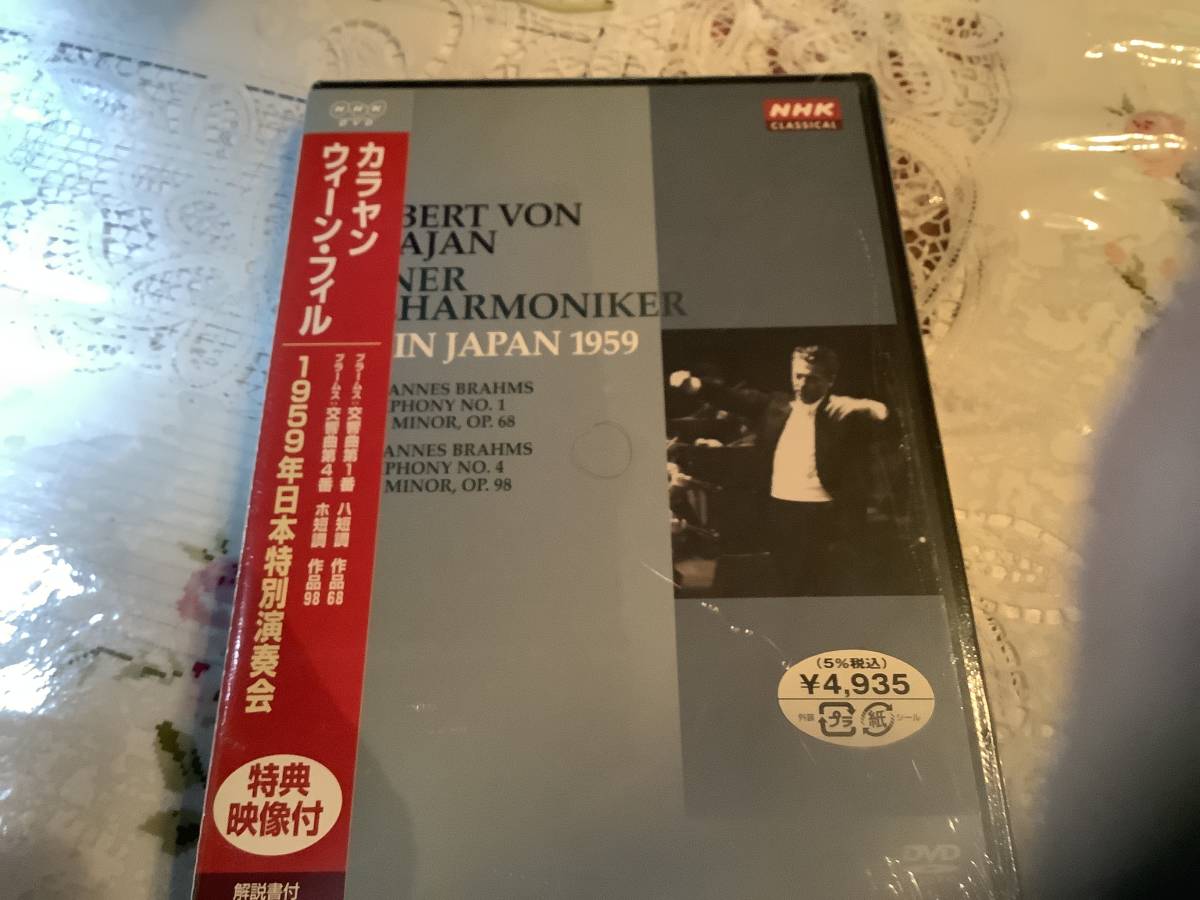 NHK
DVD
NHK
CLASSICAL
カラヤン
ウィーン・フィル
ブラームス:交響曲第1番 ハ短調 作品68
ブラームス:交響曲第4番 ホ短調 作品98
1959年日本特別演奏会
特典
映像付
解説書付
BERT VON
AJAN
NER
HARMONIKER
IN JAPAN 1959
ANNES BRAHMS
PHONY NO. 1
MINOR, OP. 68
ANNES BRAHMS
PHONY NO. 4
MINOR, OP. 98
(5%税込)
¥4,935
外装 プラ 紙 シール
DVD